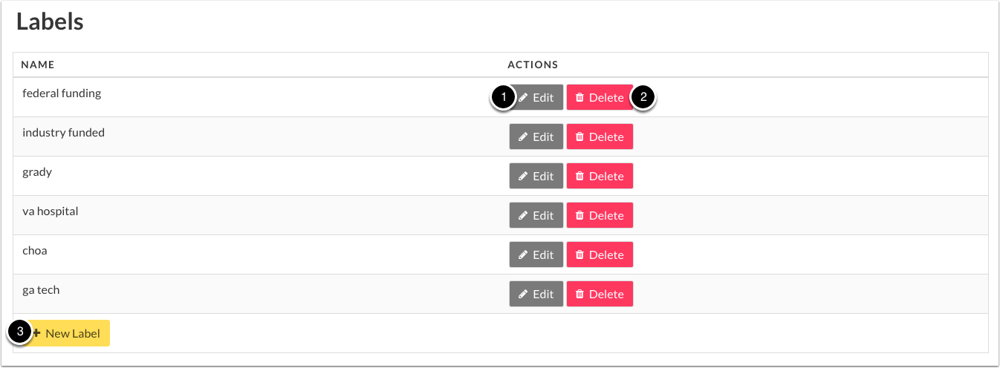 Labels
NAME ACTIONS
federal funding 1 Edit Delete 2
industry funded Edit Delete
grady Edit Delete
va hospital Edit Delete
choa Edit Delete
ga tech Edit Delete
3 + New Label